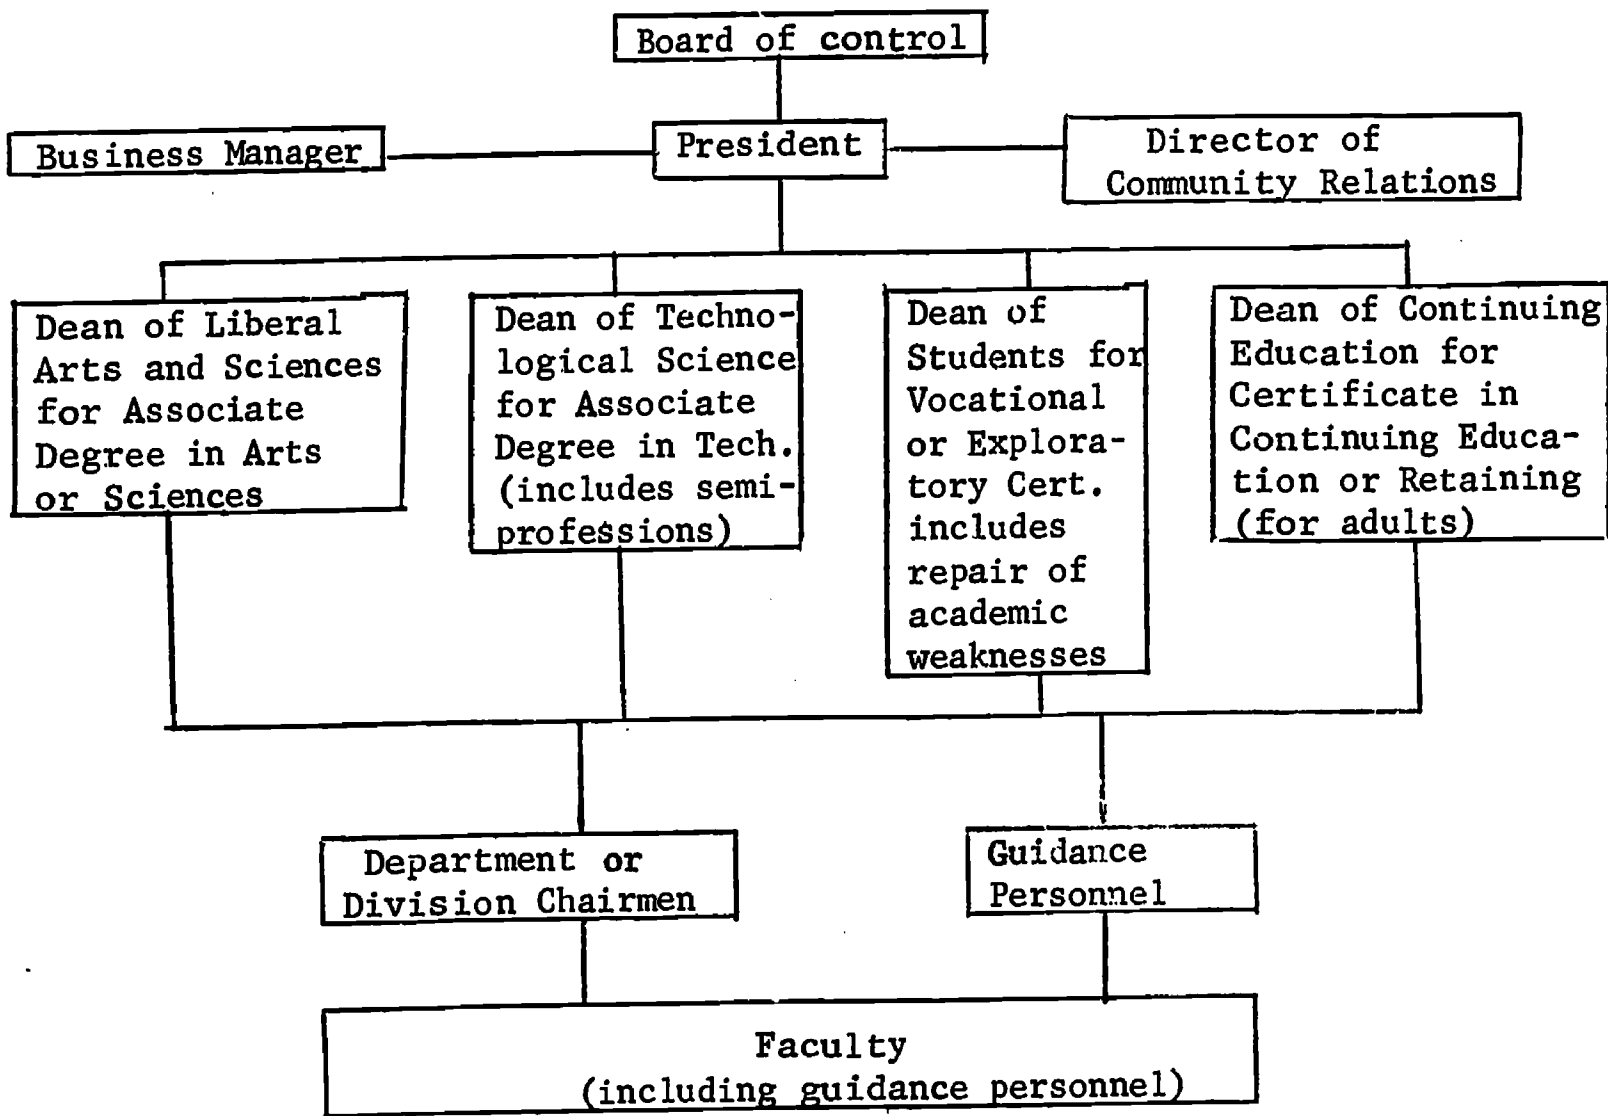 Board of control
Business Manager
President
Director of
Community Relations
Dean of Liberal
Arts and Sciences
for Associate
Degree in Arts
or Sciences
Dean of Techno-
logical Science
for Associate
Degree in Tech.
(includes semi-
professions)
Dean of
Students for
Vocational
or Explora-
tory Cert.
includes
repair of
academic
weaknesses
Dean of Continuing
Education for
Certificate in
Continuing Educa-
tion or Retaining
(for adults)
Department or
Division Chairmen
Guidance
Personnel
Faculty
(including guidance personnel)